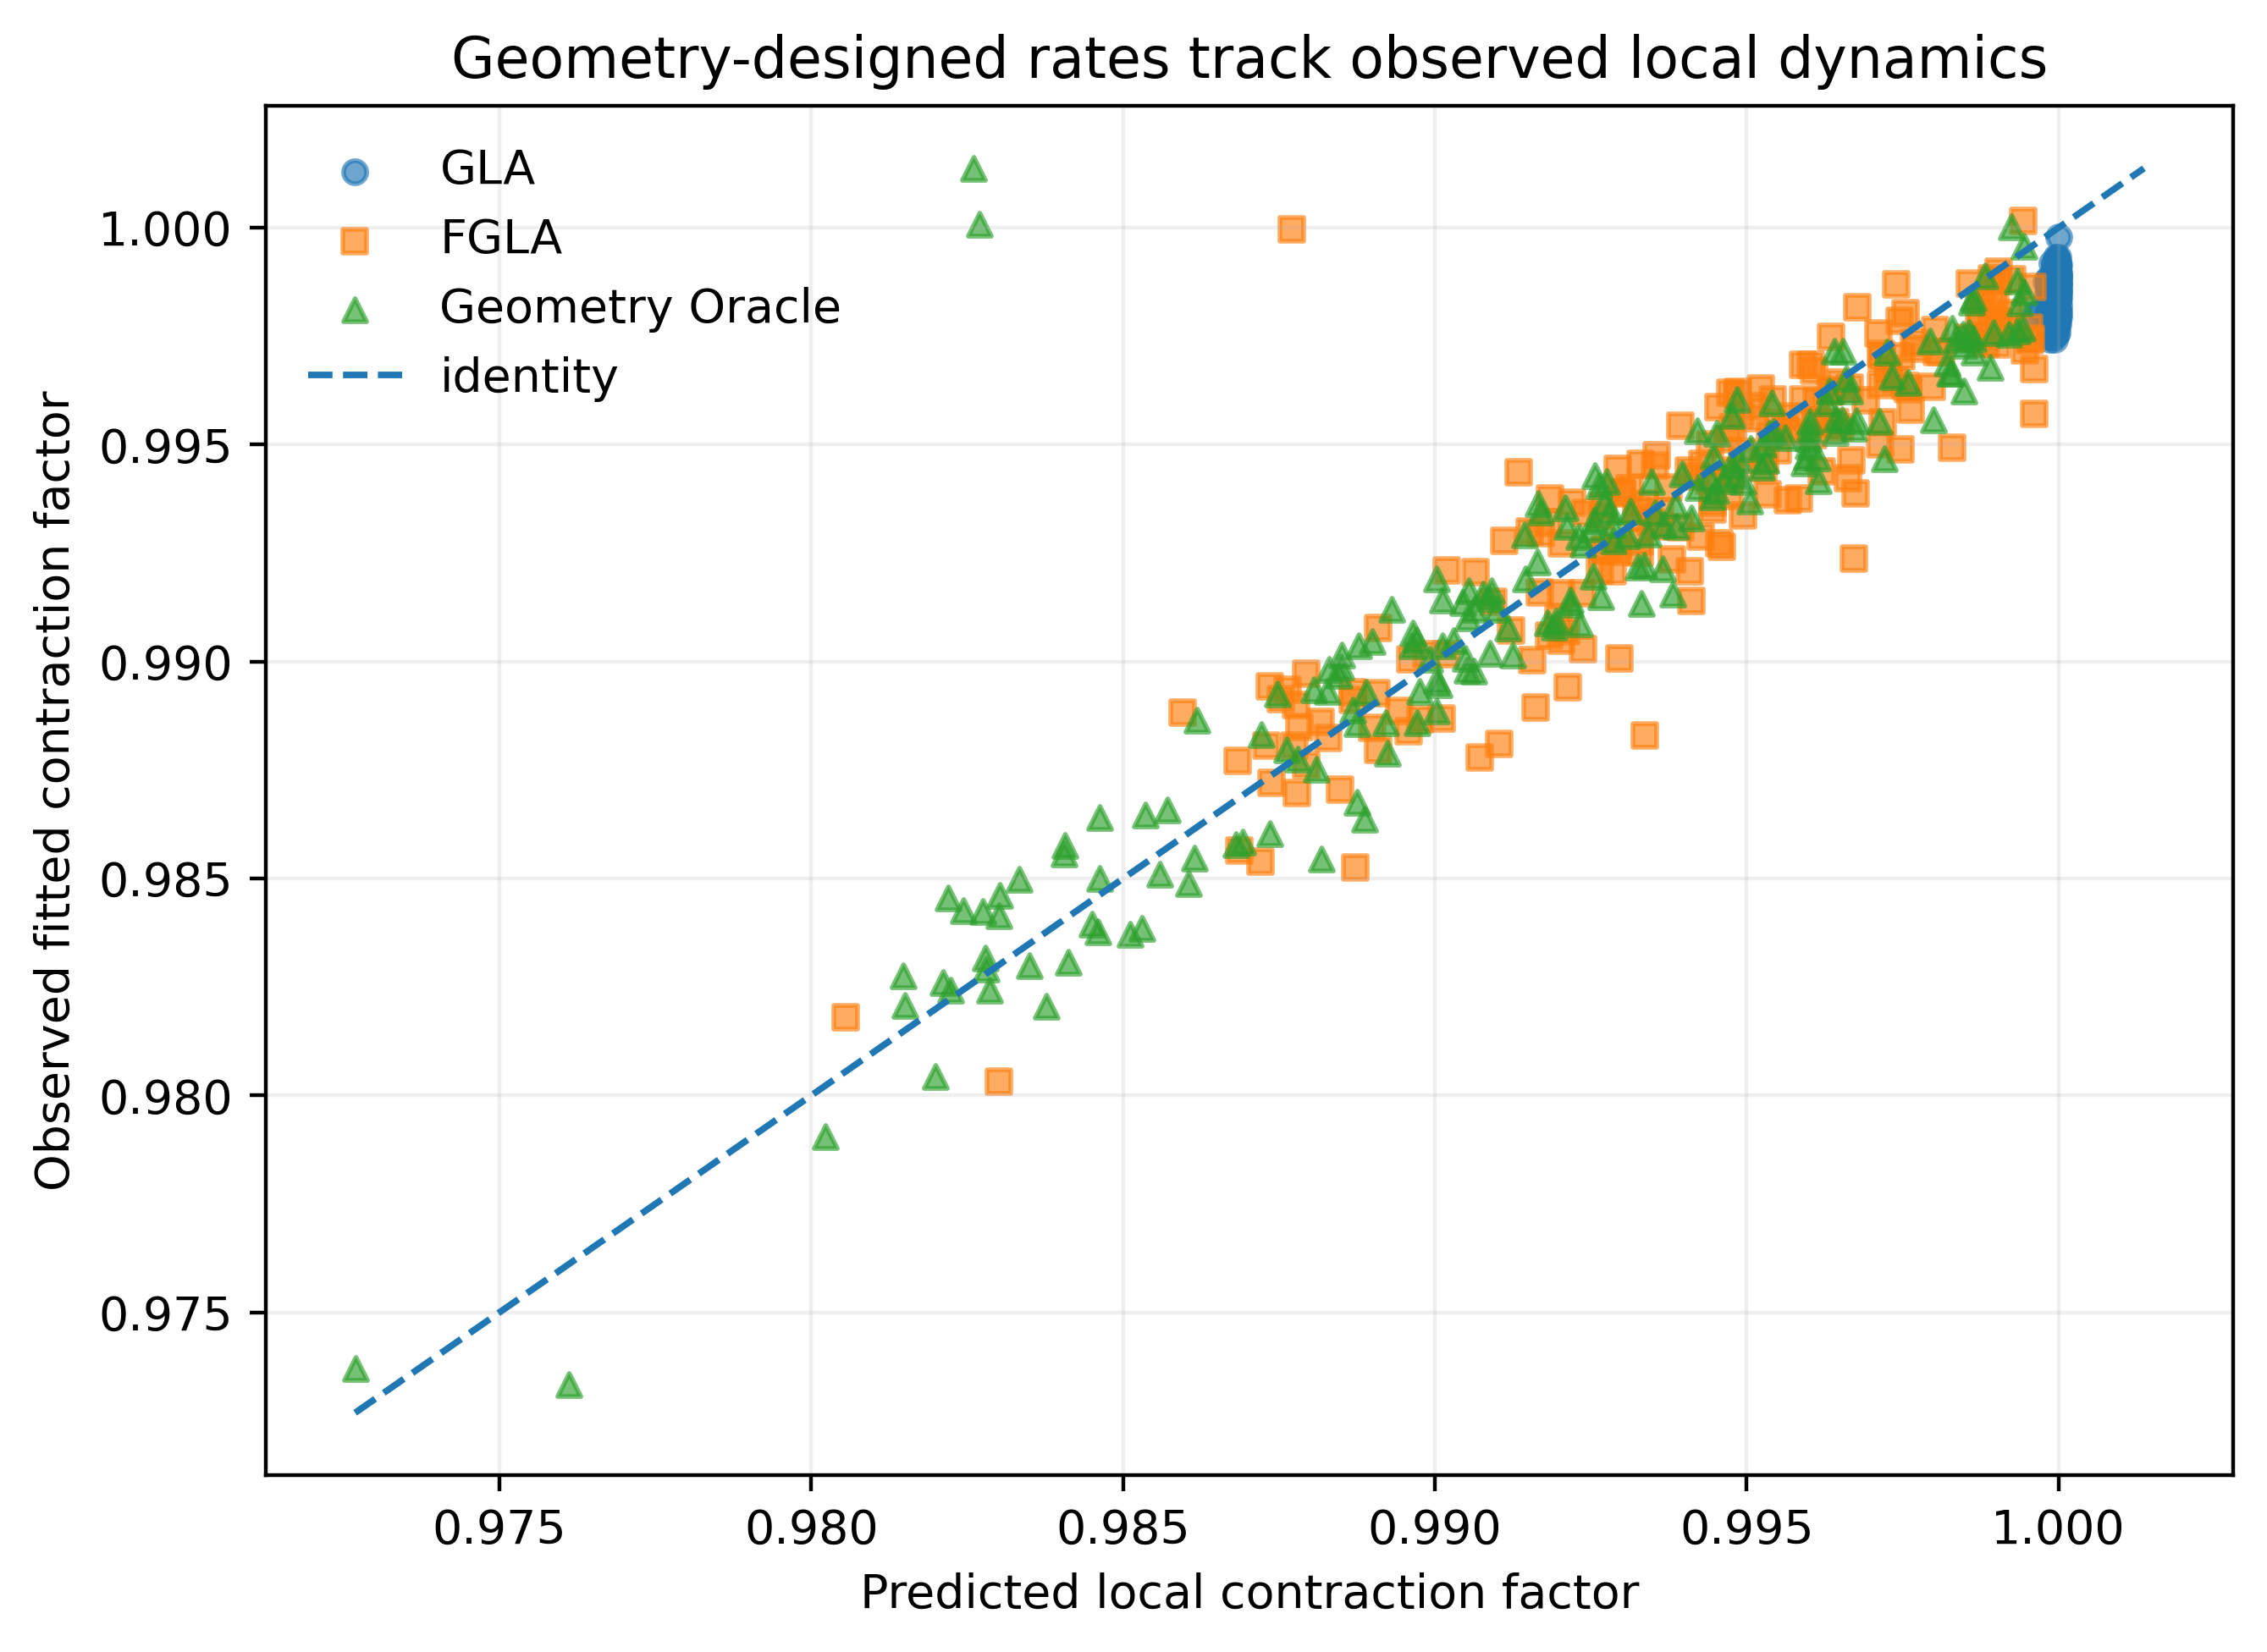 Geometry-designed rates track observed local dynamics
GLA
FGLA
Geometry Oracle
identity
1.000
0.995
0.990
0.985
0.980
0.975
Observed fitted contraction factor
0.975
0.980
0.985
0.990
0.995
1.000
Predicted local contraction factor